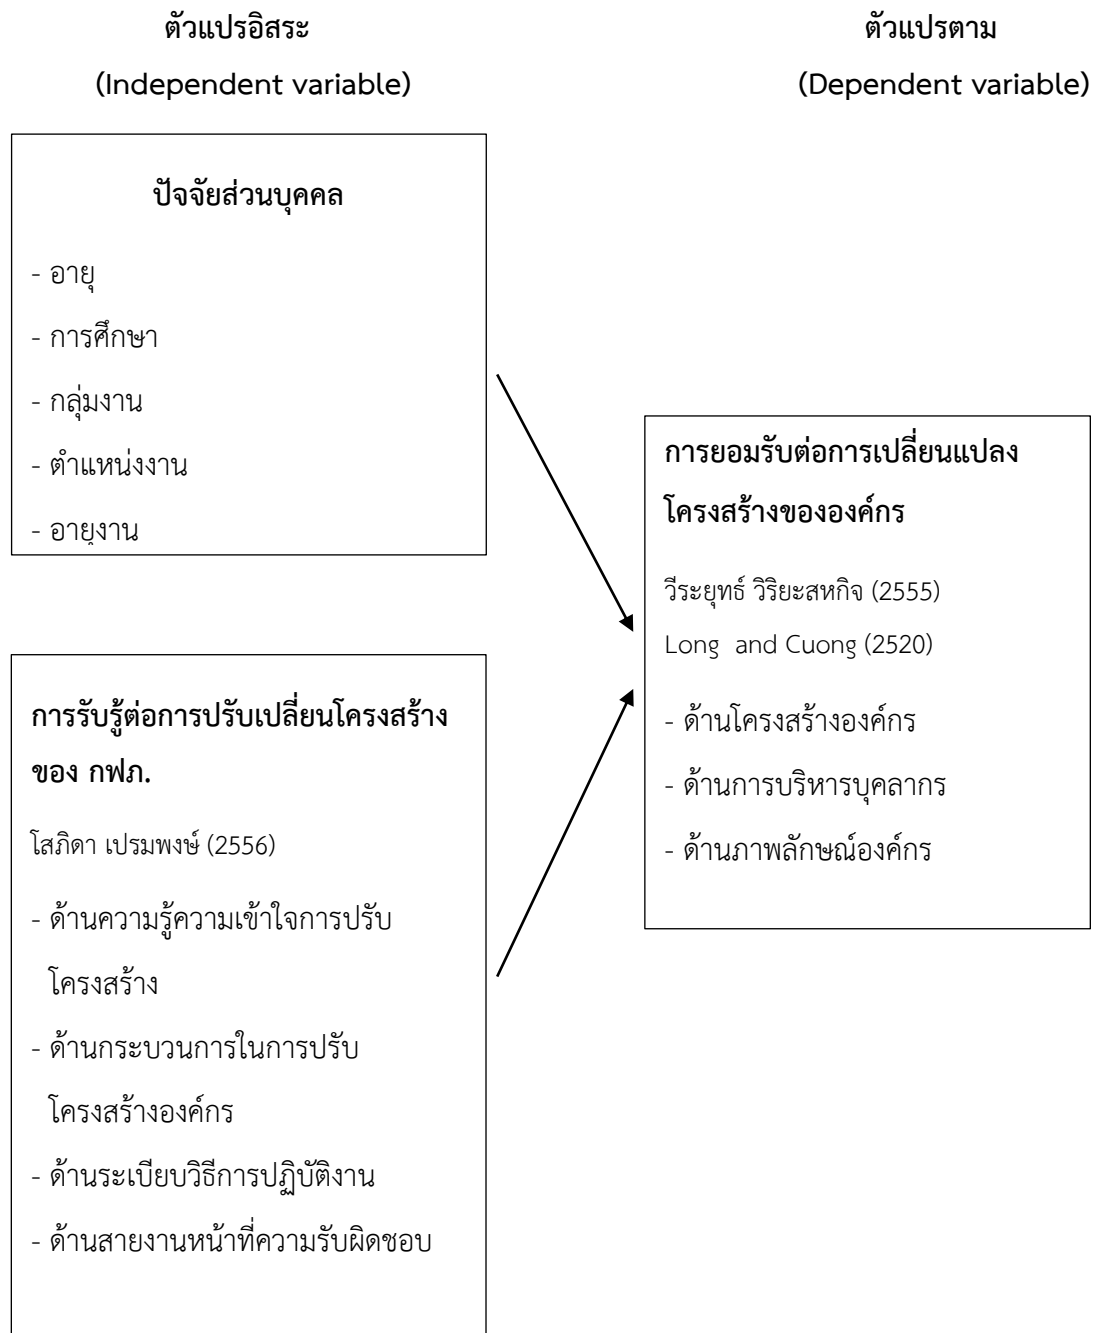 ตัวแปรอิสระ
(Independent variable)
ตัวแปรตาม
(Dependent variable)
ปัจจัยส่วนบุคคล
- อายุ
- การศึกษา
- กลุ่มงาน
- ตำแหน่งงาน
- อายุงาน
การรับรู้ต่อการปรับเปลี่ยนโครงสร้าง
ของ กฟภ.
โสภิดา เปรมพงษ์ (2556)
- ด้านความรู้ความเข้าใจการปรับ
โครงสร้าง
- ด้านกระบวนการในการปรับ
โครงสร้างองค์กร
- ด้านระเบียบวิธีการปฏิบัติงาน
- ด้านสายงานหน้าที่ความรับผิดชอบ
การยอมรับต่อการเปลี่ยนแปลง
โครงสร้างขององค์กร
วีระยุทธ์ วิริยะสหกิจ (2555)
Long and Cuong (2520)
- ด้านโครงสร้างองค์กร
- ด้านการบริหารบุคลากร
- ด้านภาพลักษณ์องค์กร